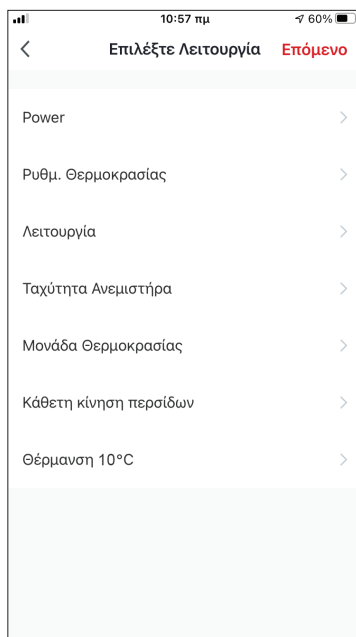 10:57 πμ
60%
Επιλέξτε Λειτουργία
Επόμενο
Power
Ρυθμ. Θερμοκρασίας
Λειτουργία
Ταχύτητα Ανεμιστήρα
Μονάδα Θερμοκρασίας
Κάθετη κίνηση περσίδων
Θέρμανση 10°C